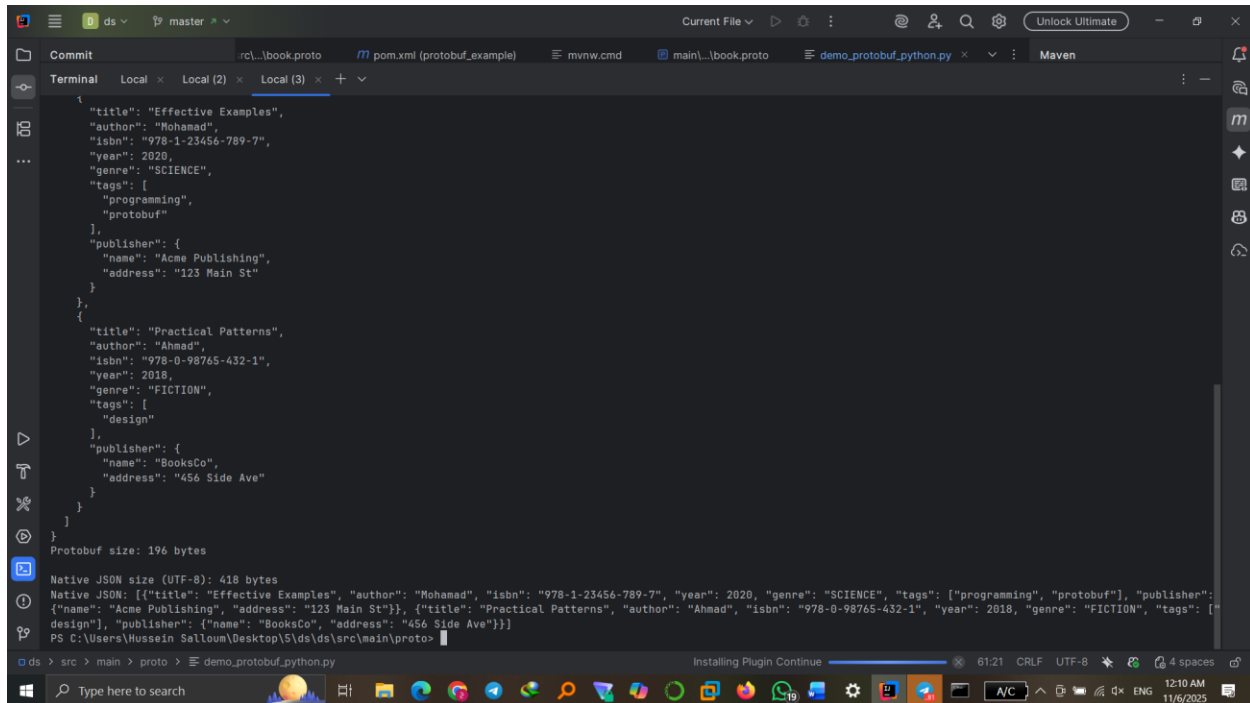 D ds master Current File Unlock Ultimate
Commit :rc\...\book.proto m pom.xml (protobuf_example) mvnw.cmd main\...\book.proto demo_protobuf_python.py Maven
Terminal Local Local (2) Local (3)
{
"title": "Effective Examples",
"author": "Mohamad",
"isbn": "978-1-23456-789-7",
"year": 2020,
"genre": "SCIENCE",
"tags": [
"programming",
"protobuf"
],
"publisher": {
"name": "Acme Publishing",
"address": "123 Main St"
}
},
{
"title": "Practical Patterns",
"author": "Ahmad",
"isbn": "978-0-98765-432-1",
"year": 2018,
"genre": "FICTION",
"tags": [
"design"
],
"publisher": {
"name": "BooksCo",
"address": "456 Side Ave"
}
}
]
}
Protobuf size: 196 bytes
Native JSON size (UTF-8): 418 bytes
Native JSON: [{"title": "Effective Examples", "author": "Mohamad", "isbn": "978-1-23456-789-7", "year": 2020, "genre": "SCIENCE", "tags": ["programming", "protobuf"], "publisher":
{"name": "Acme Publishing", "address": "123 Main St"}}, {"title": "Practical Patterns", "author": "Ahmad", "isbn": "978-0-98765-432-1", "year": 2018, "genre": "FICTION", "tags": ["
design"], "publisher": {"name": "BooksCo", "address": "456 Side Ave"}}]
PS C:\Users\Hussein Salloum\Desktop\5\ds\ds\src\main\proto>
ds > src > main > proto > demo_protobuf_python.py Installing Plugin Continue 61:21 CRLF UTF-8 4 spaces
Type here to search 19 A/C ENG 12:10 AM
11/6/2025